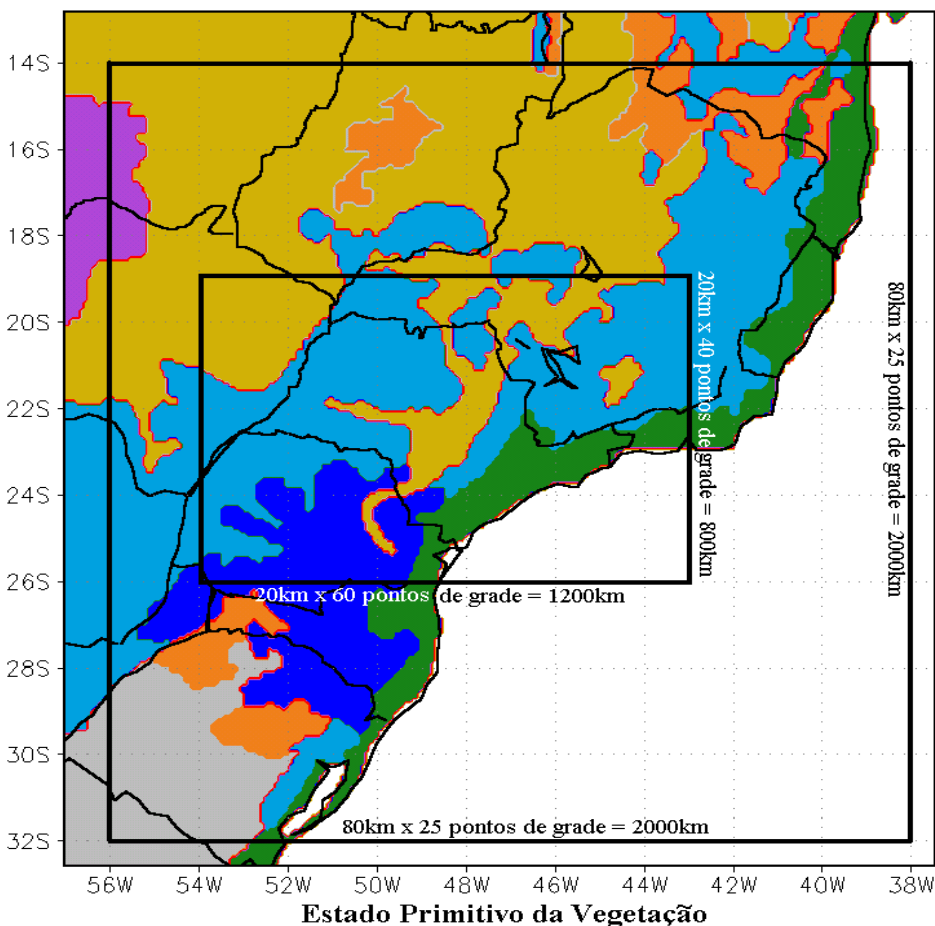 14S
16S
18S
20S
22S
24S
26S
28S
30S
32S
20km x 40 pontos de grade = 800km
80km x 25 pontos de grade = 2000km
20km x 60 pontos de grade = 1200km
80km x 25 pontos de grade = 2000km
56W 54W 52W 50W 48W 46W 44W 42W 40W 38W
Estado Primitivo da Vegetação